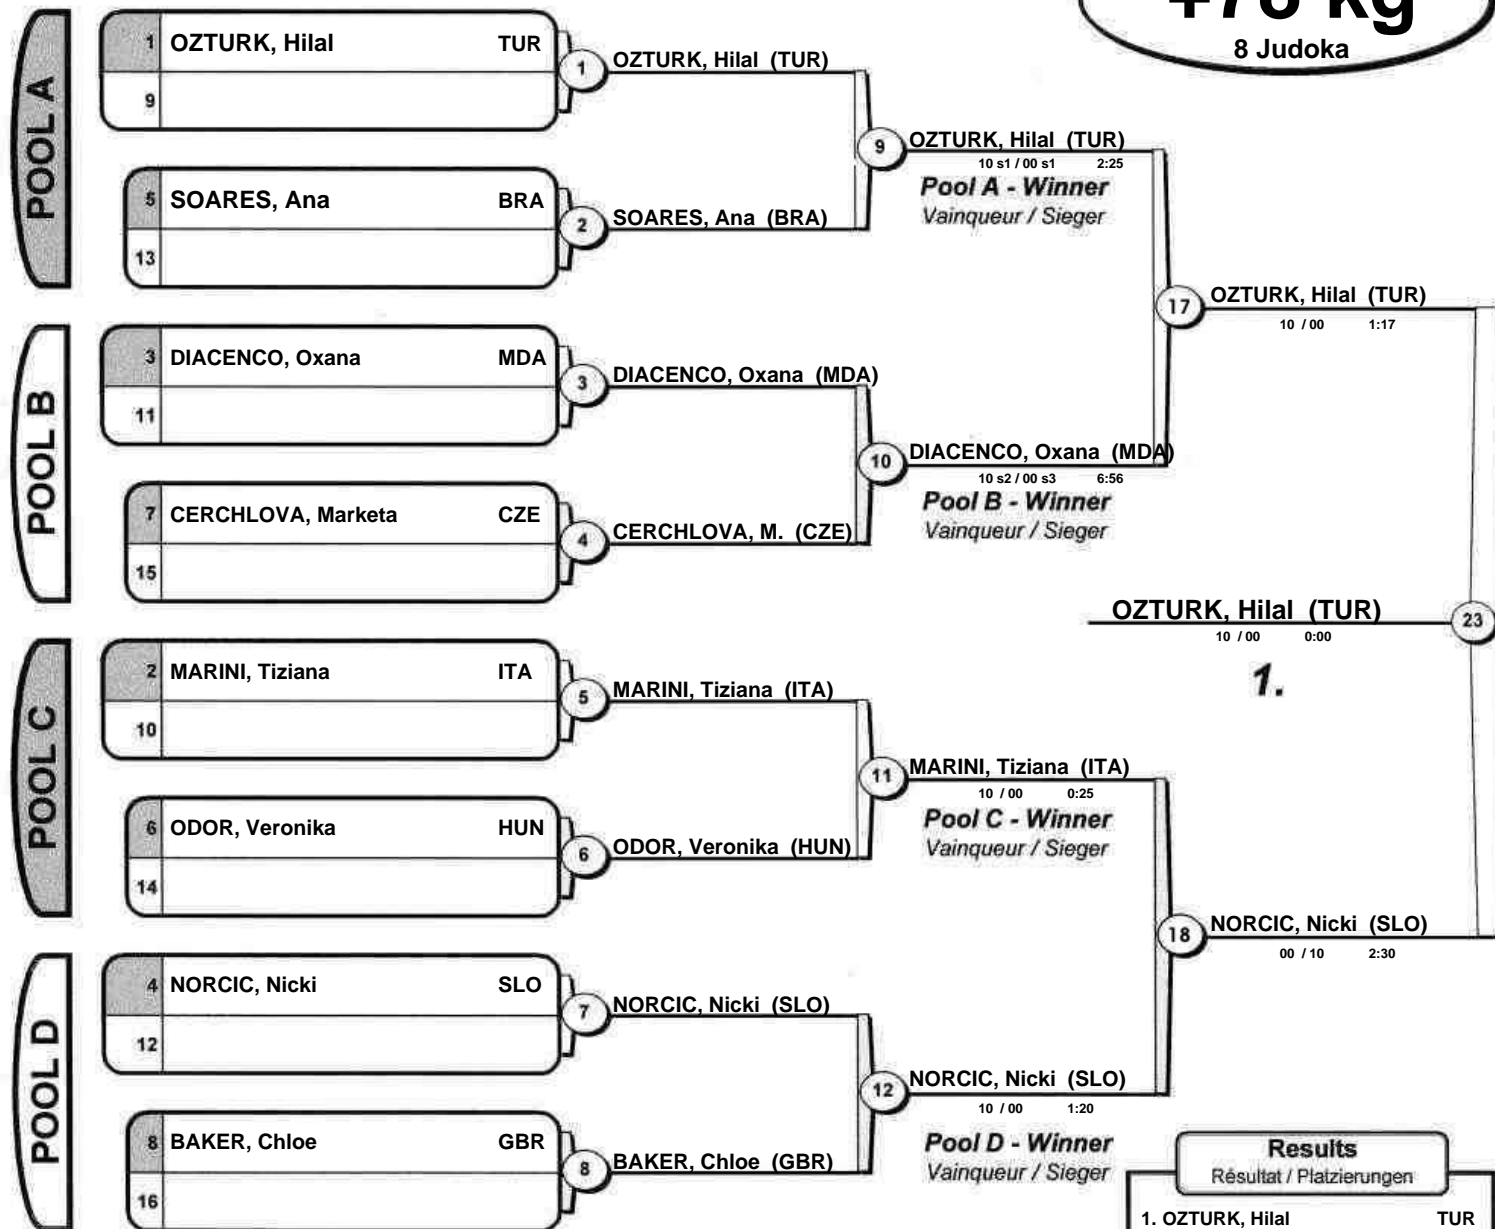 +78 kg
8 Judoka
POOL A
1 OZTURK, Hilal TUR
9
5 SOARES, Ana BRA
13
1 OZTURK, Hilal (TUR)
2 SOARES, Ana (BRA)
9 OZTURK, Hilal (TUR)
10 s1 / 00 s1 2:25
Pool A - Winner
Vainqueur / Sieger
POOL B
3 DIACENCO, Oxana MDA
11
7 CERCHLOVA, Marketa CZE
15
3 DIACENCO, Oxana (MDA)
4 CERCHLOVA, M. (CZE)
10 DIACENCO, Oxana (MDA)
10 s2 / 00 s3 6:56
Pool B - Winner
Vainqueur / Sieger
17 OZTURK, Hilal (TUR)
10 / 00 1:17
OZTURK, Hilal (TUR) 23
10 / 00 0:00
1.
POOL C
2 MARINI, Tiziana ITA
10
6 ODOR, Veronika HUN
14
5 MARINI, Tiziana (ITA)
6 ODOR, Veronika (HUN)
11 MARINI, Tiziana (ITA)
10 / 00 0:25
Pool C - Winner
Vainqueur / Sieger
POOL D
4 NORCIC, Nicki SLO
12
8 BAKER, Chloe GBR
16
7 NORCIC, Nicki (SLO)
8 BAKER, Chloe (GBR)
12 NORCIC, Nicki (SLO)
10 / 00 1:20
Pool D - Winner
Vainqueur / Sieger
18 NORCIC, Nicki (SLO)
00 / 10 2:30
Results
Résultat / Platzierungen
1. OZTURK, Hilal TUR